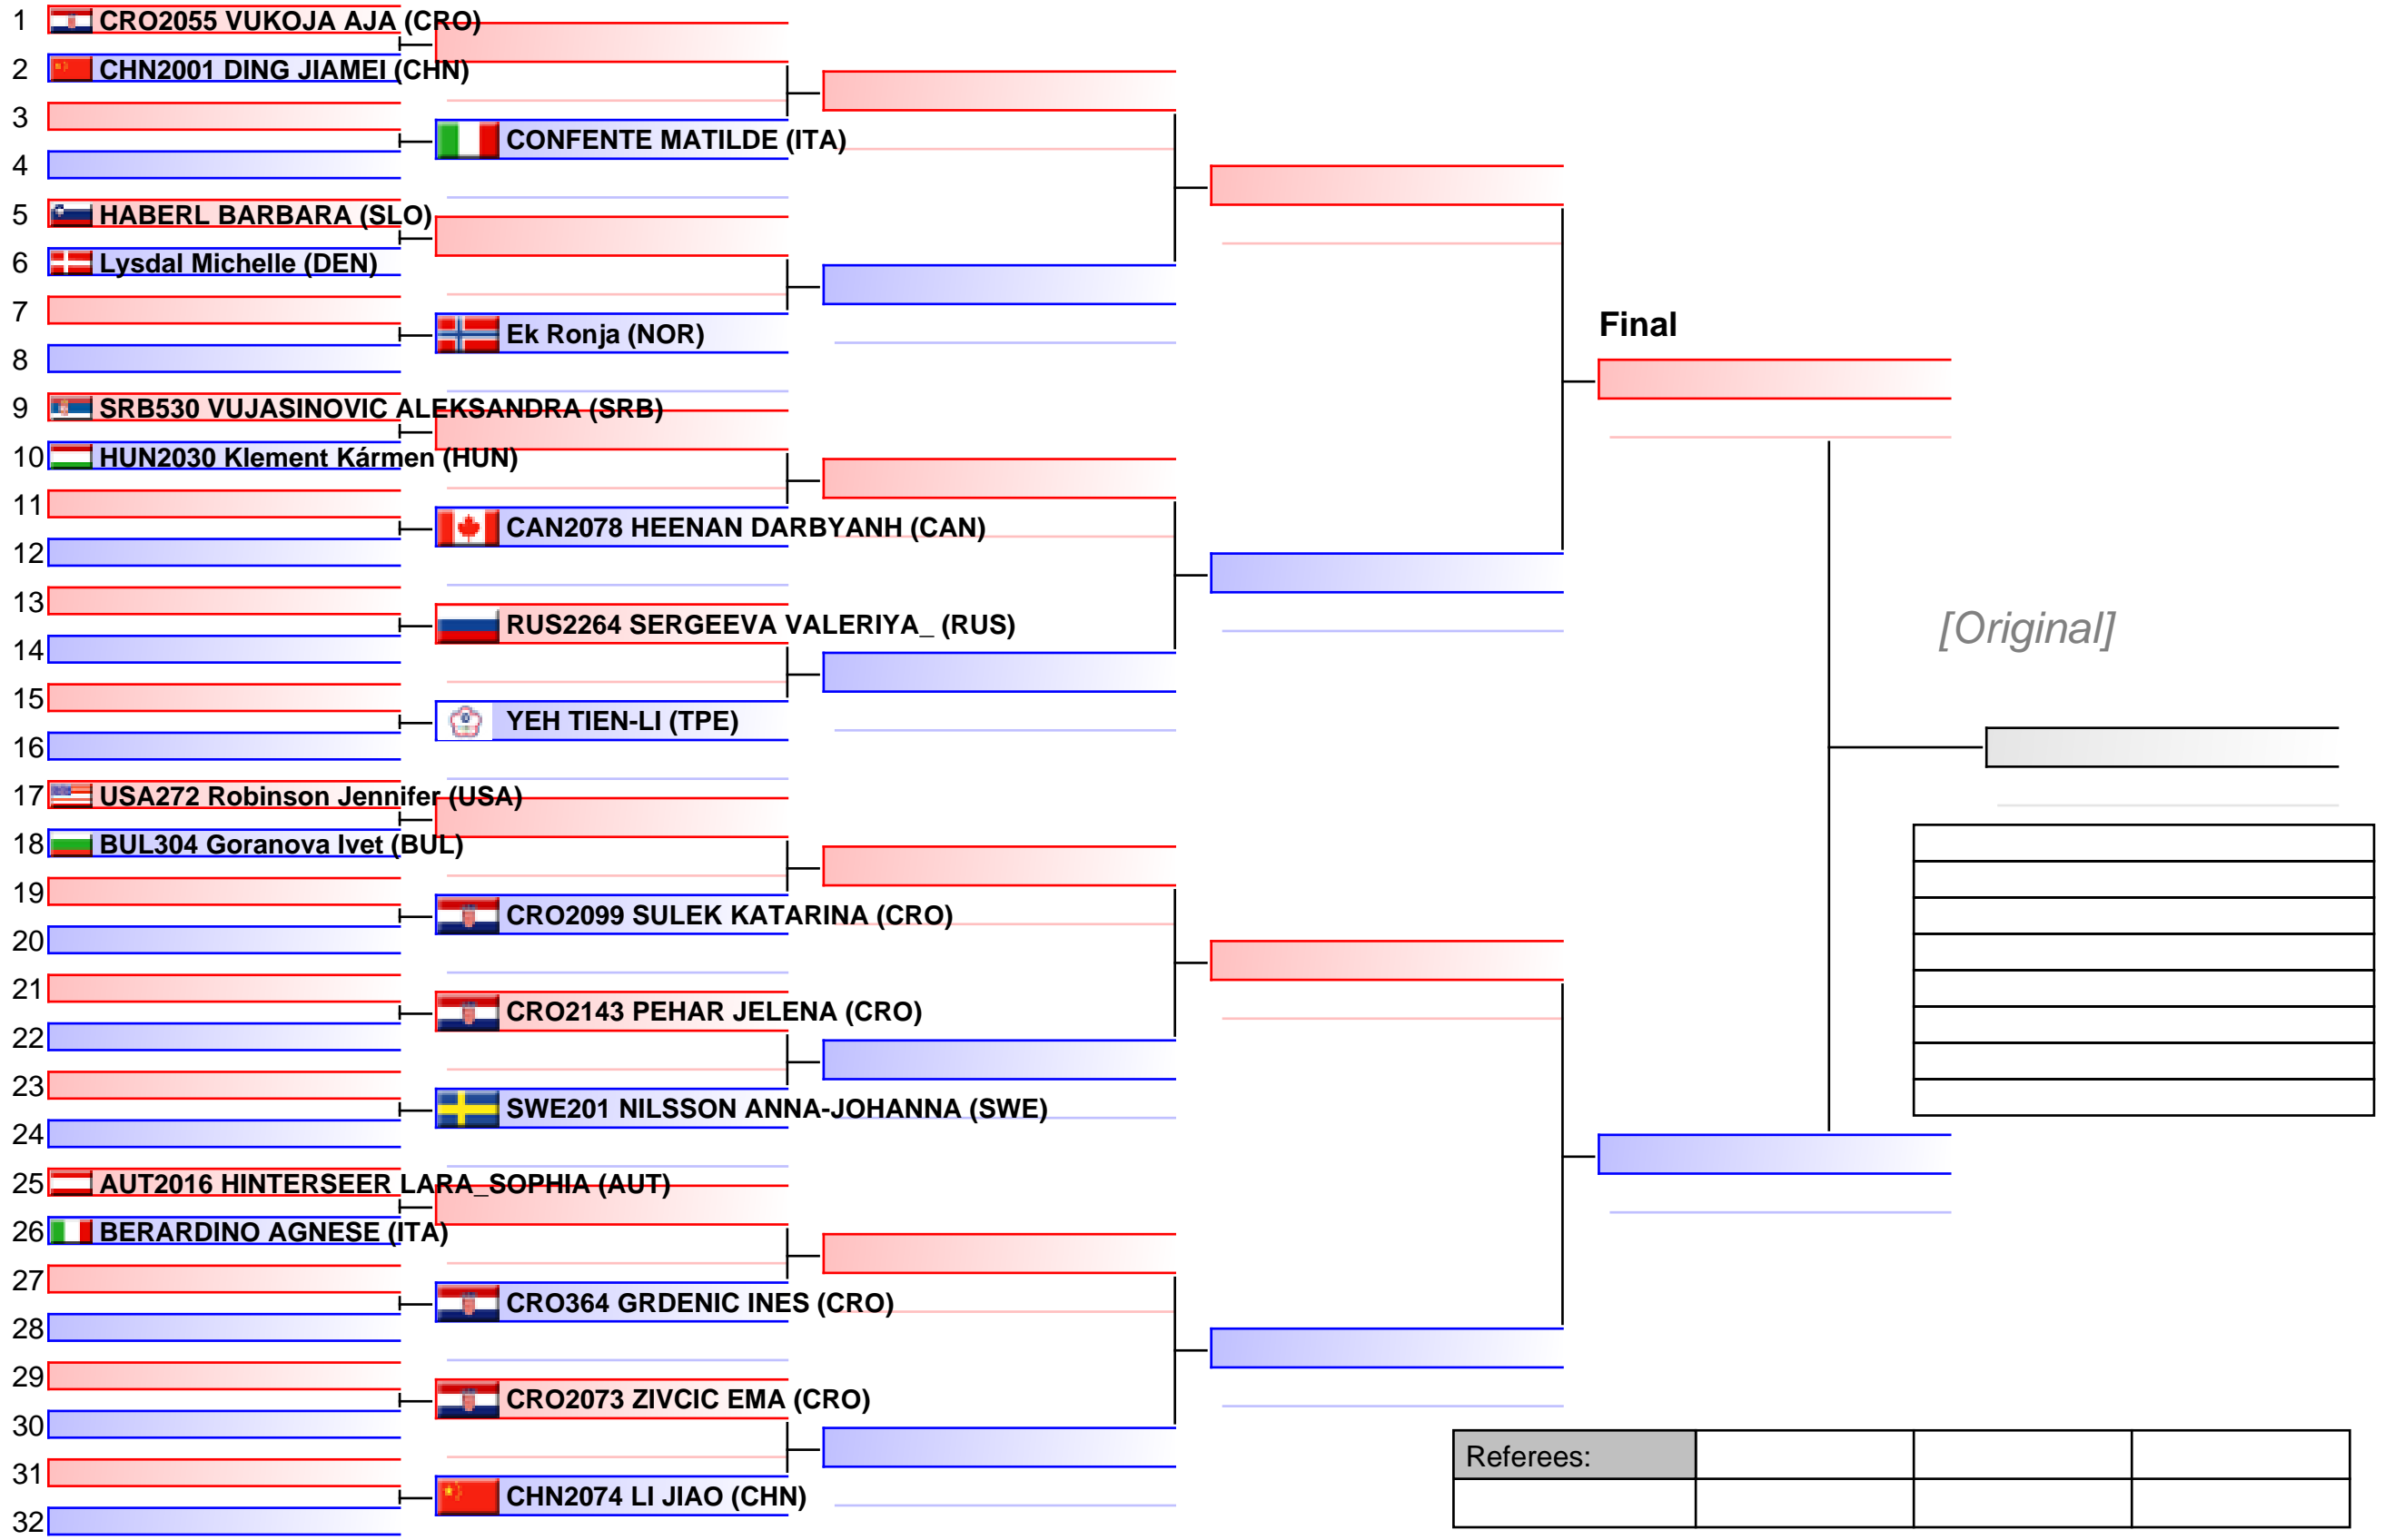 1 CRO2055 VUKOJA AJA (CRO)
2 CHN2001 DING JIAMEI (CHN)
3
CONFENTE MATILDE (ITA)
4
5 HABERL BARBARA (SLO)
6 Lysdal Michelle (DEN)
7
Ek Ronja (NOR)
8
Final
9 SRB530 VUJASINOVIC ALEKSANDRA (SRB)
10 HUN2030 Klement Kármen (HUN)
11
CAN2078 HEENAN DARBYANH (CAN)
12
13
RUS2264 SERGEEVA VALERIYA_ (RUS)
14
[Original]
15
YEH TIEN-LI (TPE)
16
17 USA272 Robinson Jennifer (USA)
18 BUL304 Goranova Ivet (BUL)
19
CRO2099 SULEK KATARINA (CRO)
20
21
CRO2143 PEHAR JELENA (CRO)
22
23
SWE201 NILSSON ANNA-JOHANNA (SWE)
24
25 AUT2016 HINTERSEER LARA_SOPHIA (AUT)
26 BERARDINO AGNESE (ITA)
27
CRO364 GRDENIC INES (CRO)
28
29
CRO2073 ZIVCIC EMA (CRO)
30
31
CHN2074 LI JIAO (CHN)
32
Referees: